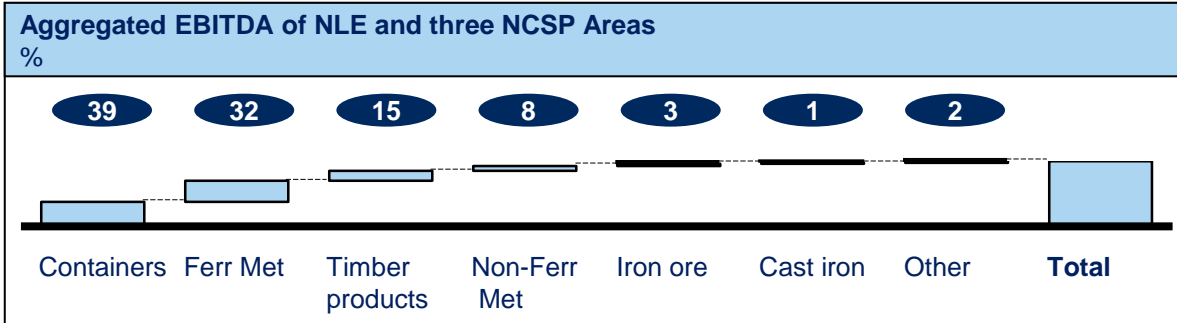 Aggregated EBITDA of NLE and three NCSP Areas
%
39 32 15 8 3 1 2
Containers Ferr Met Timber products Non-Ferr Met Iron ore Cast iron Other Total